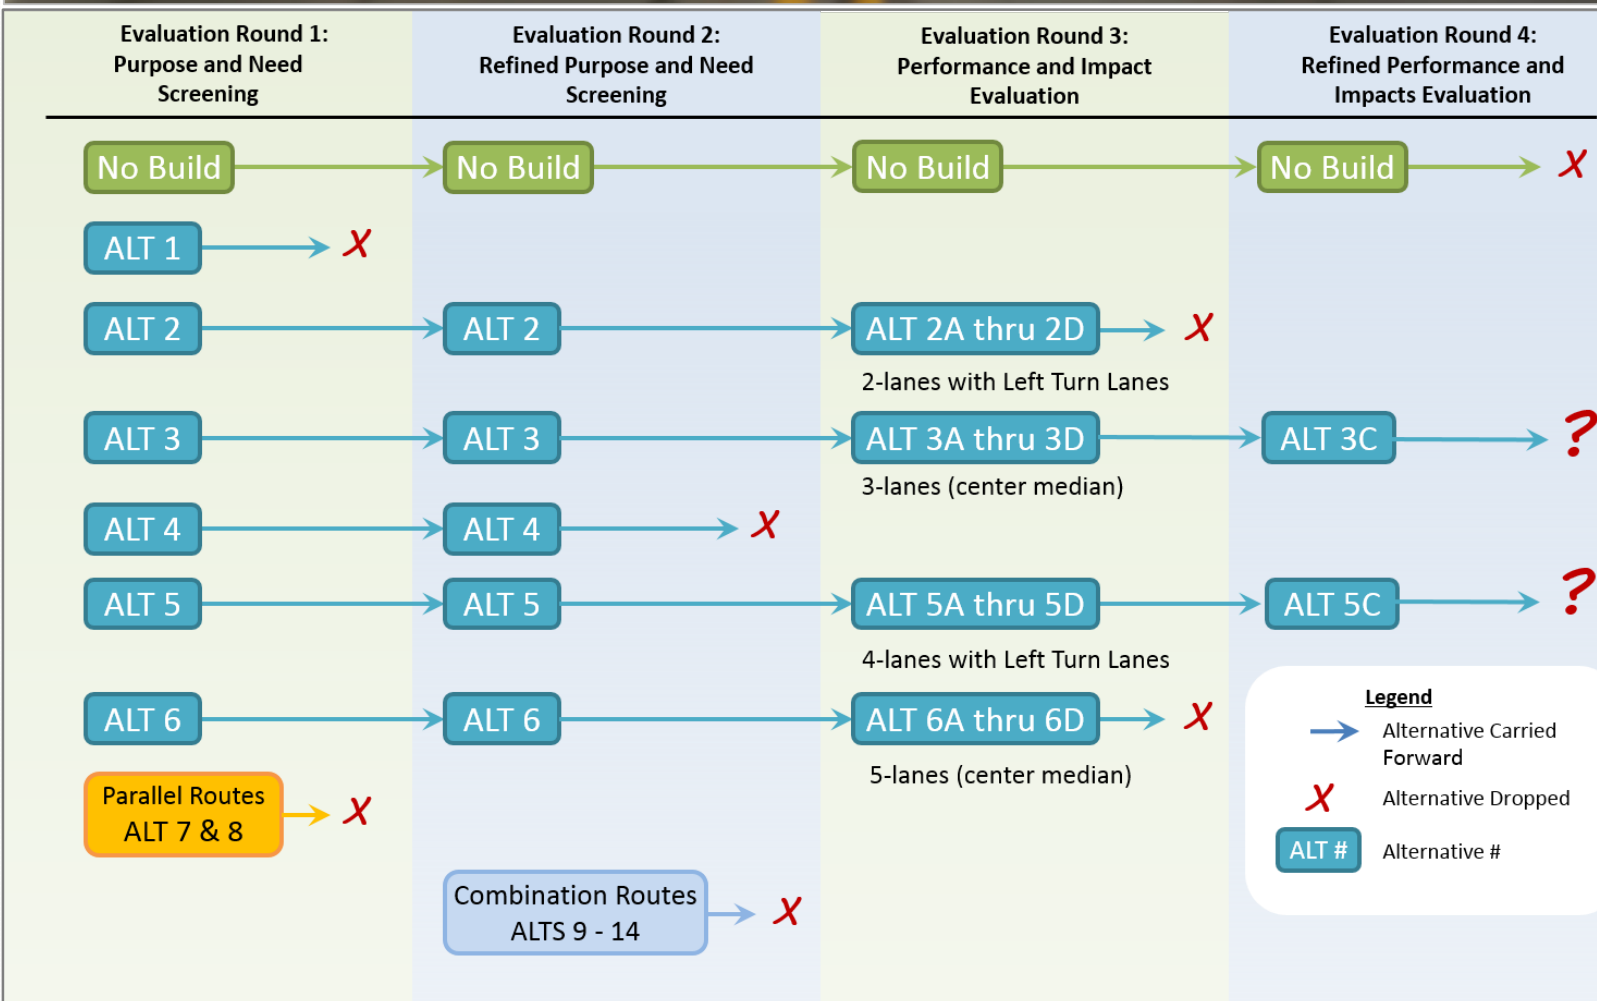 Evaluation Round 1:
Purpose and Need
Screening
Evaluation Round 2:
Refined Purpose and Need
Screening
Evaluation Round 3:
Performance and Impact
Evaluation
Evaluation Round 4:
Refined Performance and
Impacts Evaluation
No Build
No Build
No Build
No Build
X
ALT 1
X
ALT 2
ALT 2
ALT 2A thru 2D
X
2-lanes with Left Turn Lanes
ALT 3
ALT 3
ALT 3A thru 3D
ALT 3C
?
3-lanes (center median)
ALT 4
ALT 4
X
ALT 5
ALT 5
ALT 5A thru 5D
ALT 5C
?
4-lanes with Left Turn Lanes
ALT 6
ALT 6
ALT 6A thru 6D
X
5-lanes (center median)
Parallel Routes
ALT 7 & 8
X
Combination Routes
ALTS 9 - 14
X
Legend
Alternative Carried
Forward
X
Alternative Dropped
ALT #
Alternative #